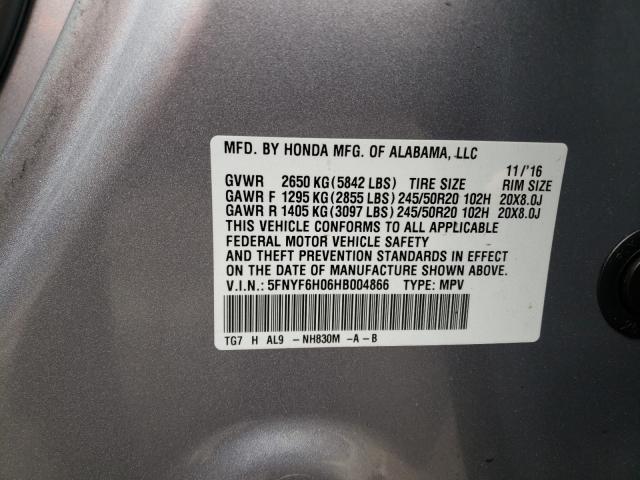 MFD. BY HONDA MFG. OF ALABAMA, LLC
11/'16
GVWR 2650 KG (5842 LBS) TIRE SIZE RIM SIZE
GAWR F 1295 KG (2855 LBS) 245/50R20 102H 20X8.0J
GAWR R 1405 KG (3097 LBS) 245/50R20 102H 20X8.0J
THIS VEHICLE CONFORMS TO ALL APPLICABLE
FEDERAL MOTOR VEHICLE SAFETY
AND THEFT PREVENTION STANDARDS IN EFFECT
ON THE DATE OF MANUFACTURE SHOWN ABOVE.
V.I.N.: 5FNYF6H06HB004866 TYPE: MPV
TG7 H AL9 -NH830M -A-B